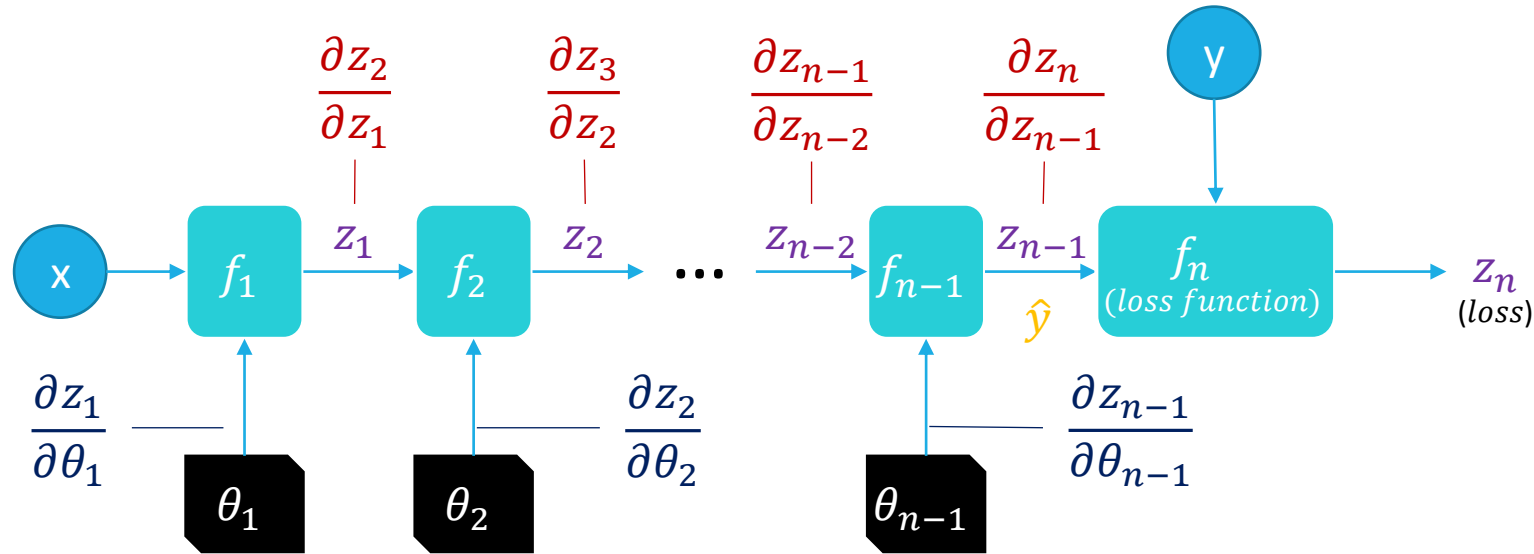 ∂z₂/∂z₁
∂z₃/∂z₂
∂zₙ₋₁/∂zₙ₋₂
∂zₙ/∂zₙ₋₁
y
x
f₁
z₁
f₂
z₂
...
zₙ₋₂
fₙ₋₁
zₙ₋₁
ŷ
fₙ
(loss function)
zₙ
(loss)
∂z₁/∂θ₁
∂z₂/∂θ₂
∂zₙ₋₁/∂θₙ₋₁
θ₁
θ₂
θₙ₋₁